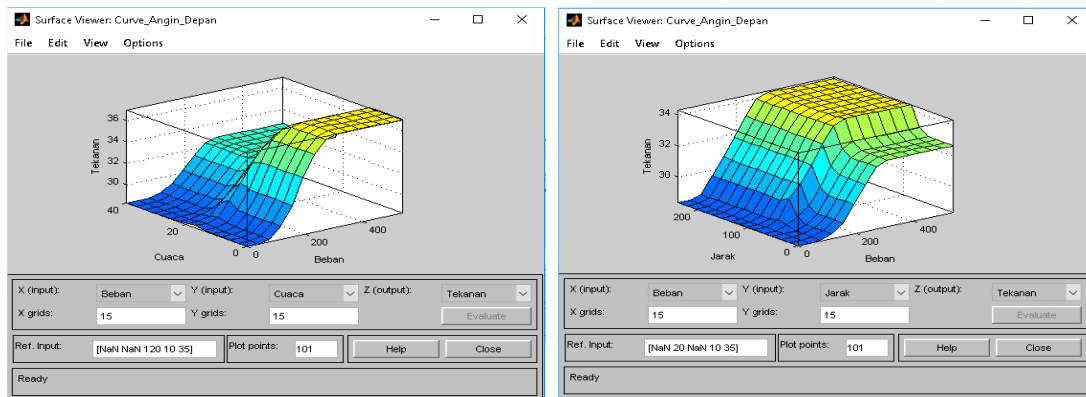 Surface Viewer: Curve_Angin_Depan
File Edit View Options
36
34
32
30
Tekanan
40
20
0
Cuaca
0
200
400
Beban
X (input): Beban Y (input): Cuaca Z (output): Tekanan
X grids: 15 Y grids: 15 Evaluate
Ref. Input: [NaN NaN 120 10 35] Plot points: 101 Help Close
Ready
Surface Viewer: Curve_Angin_Depan
File Edit View Options
34
32
30
Tekanan
200
100
0
Jarak
0
200
400
Beban
X (input): Beban Y (input): Jarak Z (output): Tekanan
X grids: 15 Y grids: 15 Evaluate
Ref. Input: [NaN 20 NaN 10 35] Plot points: 101 Help Close
Ready